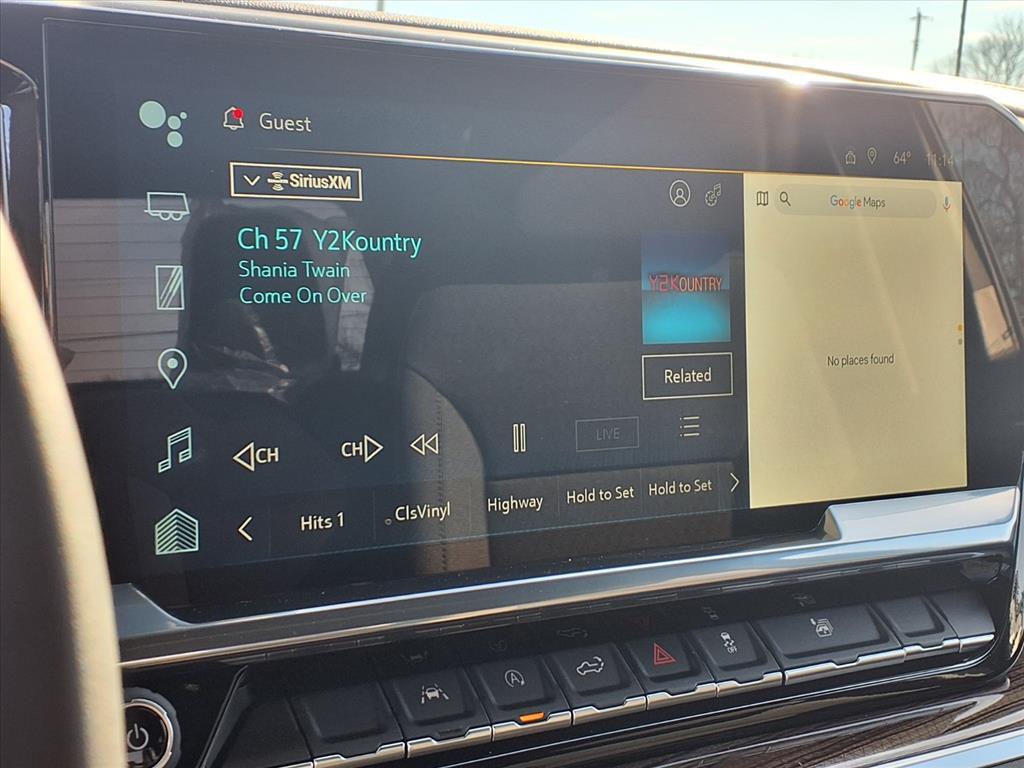 Guest
64° 11:14
SiriusXM
Google Maps
Ch 57 Y2Kountry
Shania Twain
Come On Over
Y2KOUNTRY
No places found
Related
CH
CH
LIVE
Hits 1
ClsVinyl
Highway
Hold to Set
Hold to Set
A
OFF